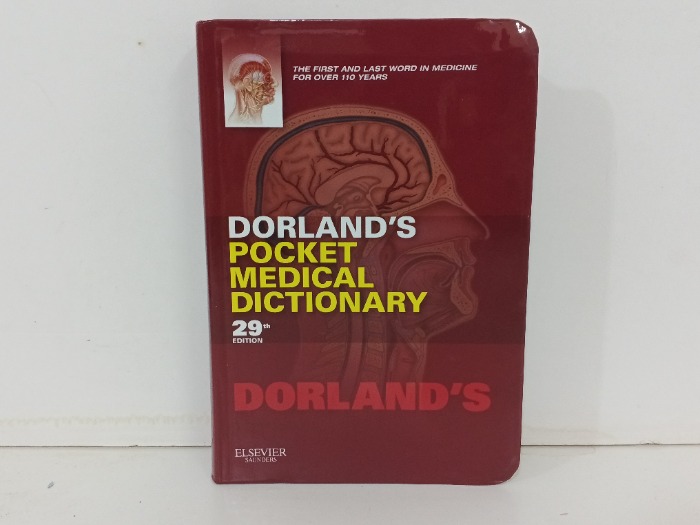 THE FIRST AND LAST WORD IN MEDICINE
FOR OVER 110 YEARS
DORLAND'S
POCKET
MEDICAL
DICTIONARY
29th
EDITION
DORLAND'S
ELSEVIER
SAUNDERS